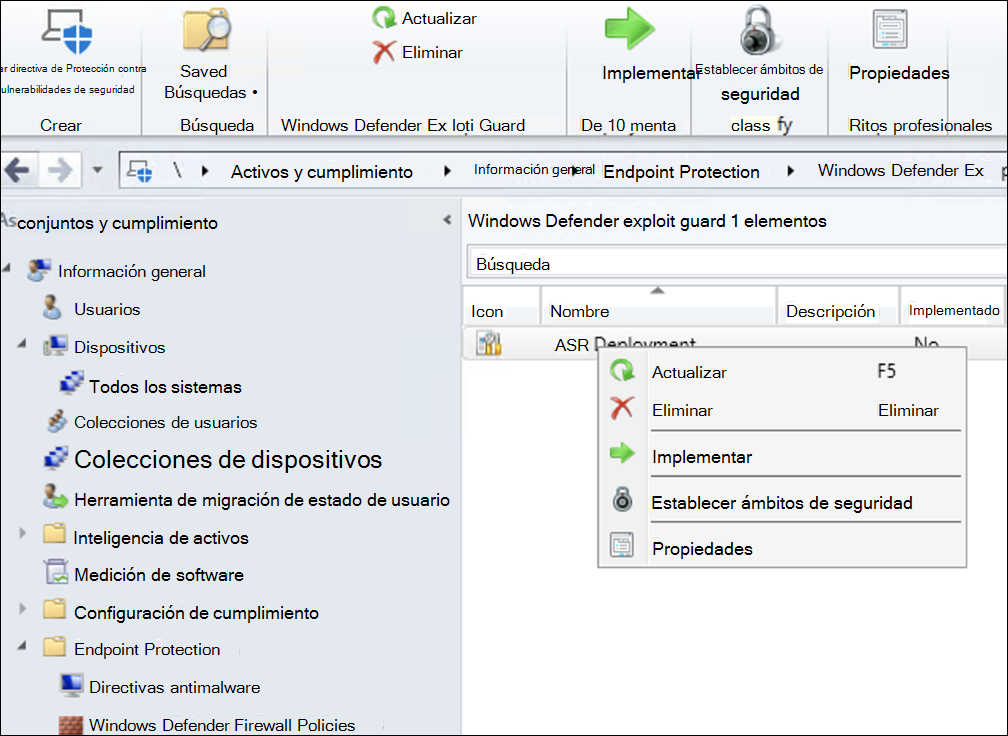 ar directiva de Protección contra
ulnerabilidades de seguridad
Crear
Saved
Búsquedas •
Búsqueda
Actualizar
Eliminar
Windows Defender Ex loti Guard
Implementar
De 10 menta
Establecer ámbitos de
seguridad
class fy
Propiedades
Ritos profesionales
\ Activos y cumplimiento Información general Endpoint Protection Windows Defender Ex p
Asconjuntos y cumplimiento
Información general
Usuarios
Dispositivos
Todos los sistemas
Colecciones de usuarios
Colecciones de dispositivos
Herramienta de migración de estado de usuario
Inteligencia de activos
Medición de software
Configuración de cumplimiento
Endpoint Protection
Directivas antimalware
Windows Defender Firewall Policies
Windows Defender exploit guard 1 elementos
Búsqueda
Icon Nombre Descripción Implementado
ASR Deployment No
Actualizar F5
Eliminar Eliminar
Implementar
Establecer ámbitos de seguridad
Propiedades